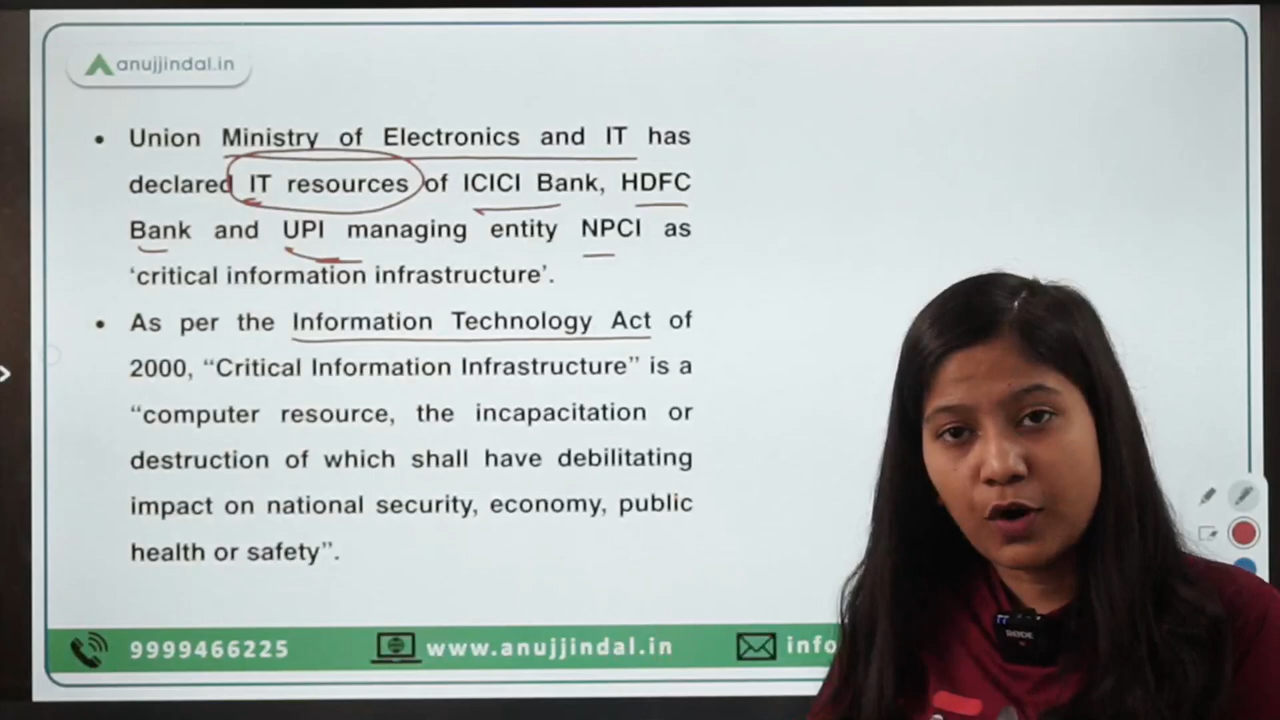 anujjindal.in
• Union Ministry of Electronics and IT has
declared IT resources of ICICI Bank, HDFC
Bank and UPI managing entity NPCI as
‘critical information infrastructure’.
• As per the Information Technology Act of
2000, “Critical Information Infrastructure” is a
“computer resource, the incapacitation or
destruction of which shall have debilitating
impact on national security, economy, public
health or safety”.
9999466225 www.anujjindal.in info
RODE